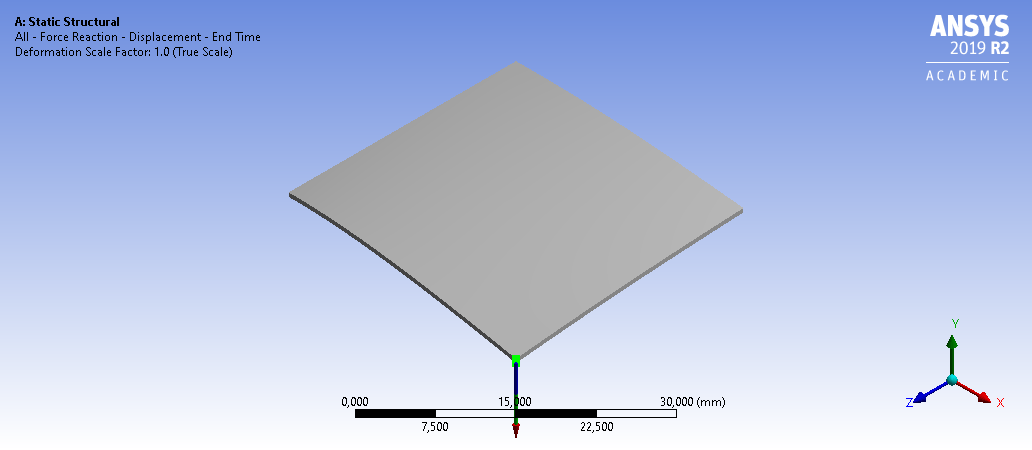 A: Static Structural
All - Force Reaction - Displacement - End Time
Deformation Scale Factor: 1.0 (True Scale)
ANSYS
2019 R2
ACADEMIC
0,000
15,000
30,000 (mm)
7,500
22,500
Y
Z
X